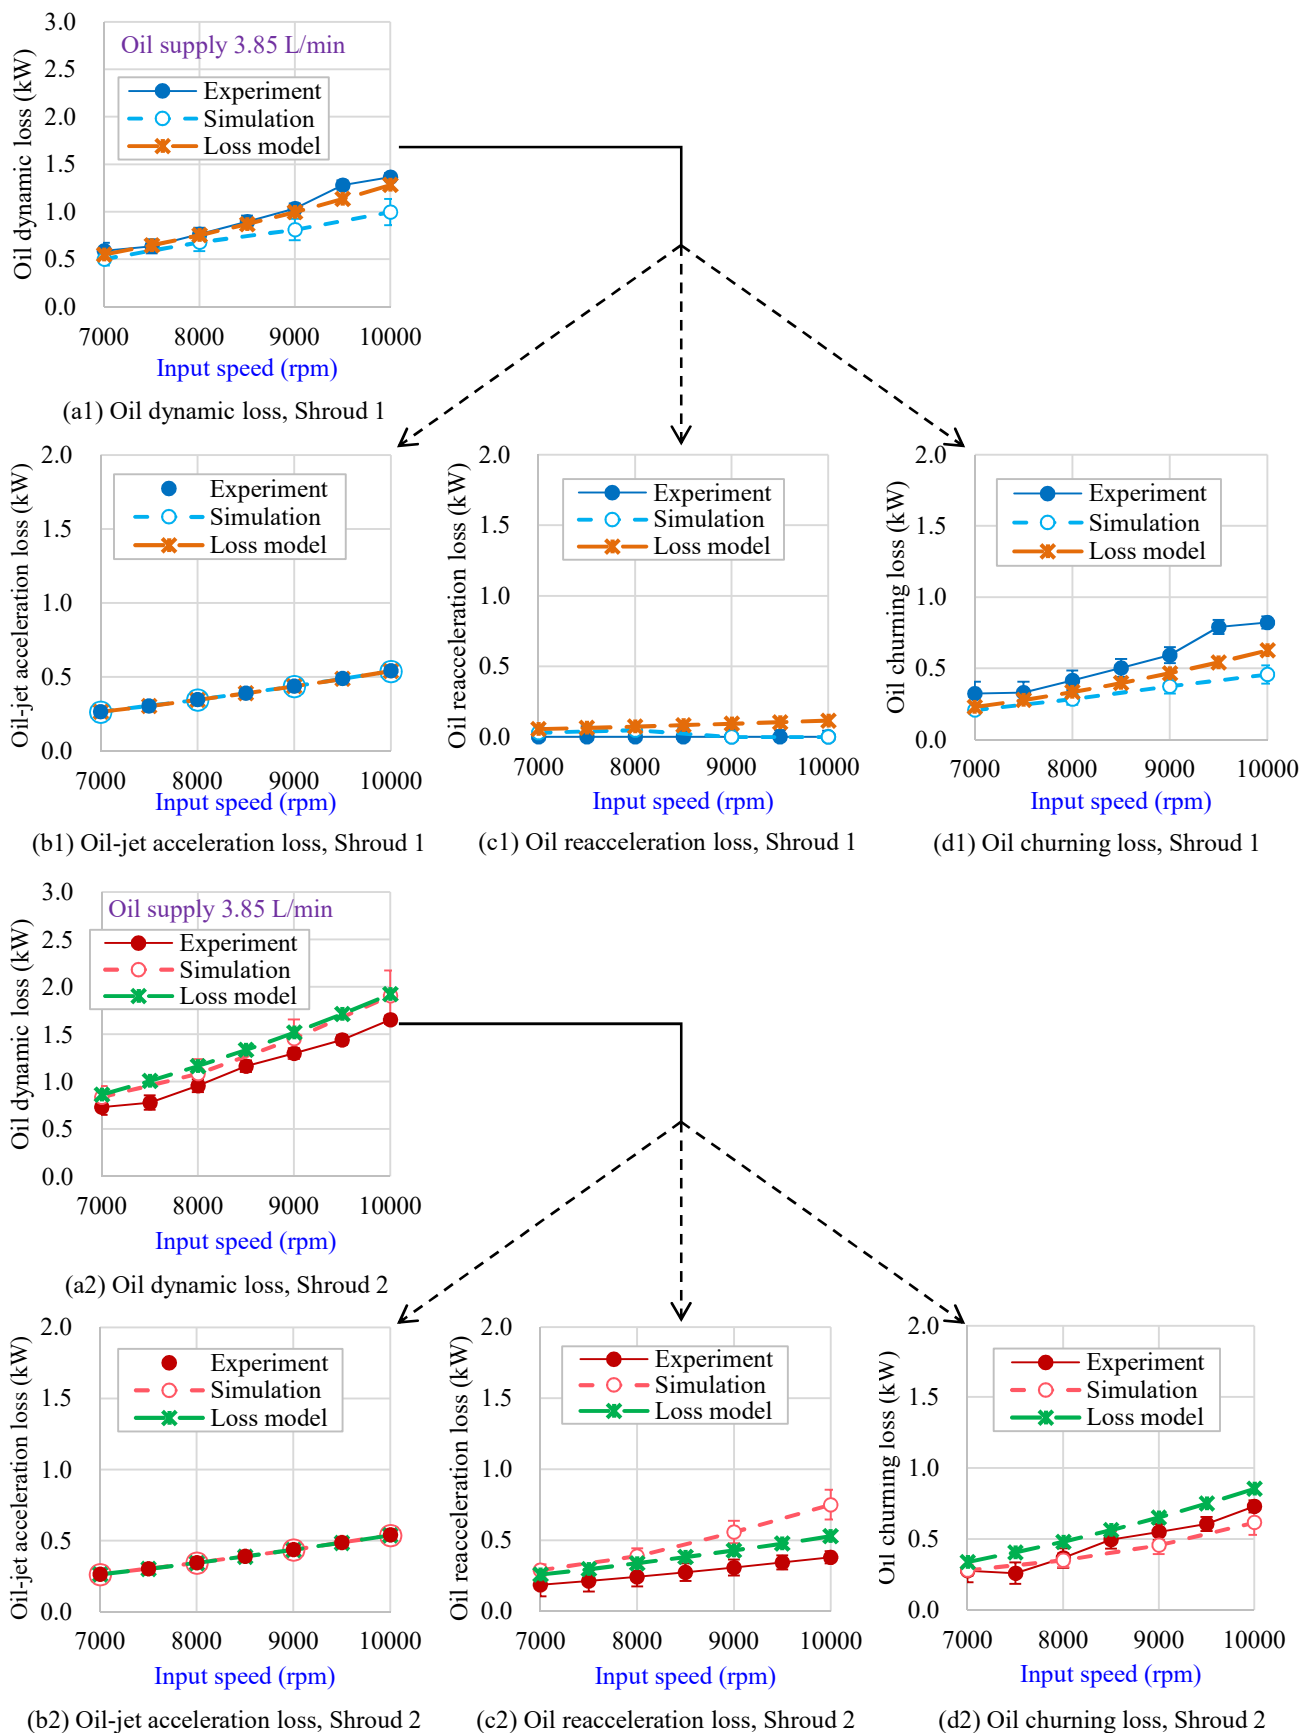 Oil dynamic loss (kW)
3.0
2.5
2.0
1.5
1.0
0.5
0.0
Oil supply 3.85 L/min
Experiment
Simulation
Loss model
7000 8000 9000 10000
Input speed (rpm)
(a1) Oil dynamic loss, Shroud 1
Oil-jet acceleration loss (kW)
2.0
1.5
1.0
0.5
0.0
Experiment
Simulation
Loss model
7000 8000 9000 10000
Input speed (rpm)
(b1) Oil-jet acceleration loss, Shroud 1
Oil reacceleration loss (kW)
2.0
1.5
1.0
0.5
0.0
Experiment
Simulation
Loss model
7000 8000 9000 10000
Input speed (rpm)
(c1) Oil reacceleration loss, Shroud 1
Oil churning loss (kW)
2.0
1.5
1.0
0.5
0.0
Experiment
Simulation
Loss model
7000 8000 9000 10000
Input speed (rpm)
(d1) Oil churning loss, Shroud 1
Oil dynamic loss (kW)
3.0
2.5
2.0
1.5
1.0
0.5
0.0
Oil supply 3.85 L/min
Experiment
Simulation
Loss model
7000 8000 9000 10000
Input speed (rpm)
(a2) Oil dynamic loss, Shroud 2
Oil-jet acceleration loss (kW)
2.0
1.5
1.0
0.5
0.0
Experiment
Simulation
Loss model
7000 8000 9000 10000
Input speed (rpm)
(b2) Oil-jet acceleration loss, Shroud 2
Oil reacceleration loss (kW)
2.0
1.5
1.0
0.5
0.0
Experiment
Simulation
Loss model
7000 8000 9000 10000
Input speed (rpm)
(c2) Oil reacceleration loss, Shroud 2
Oil churning loss (kW)
2.0
1.5
1.0
0.5
0.0
Experiment
Simulation
Loss model
7000 8000 9000 10000
Input speed (rpm)
(d2) Oil churning loss, Shroud 2